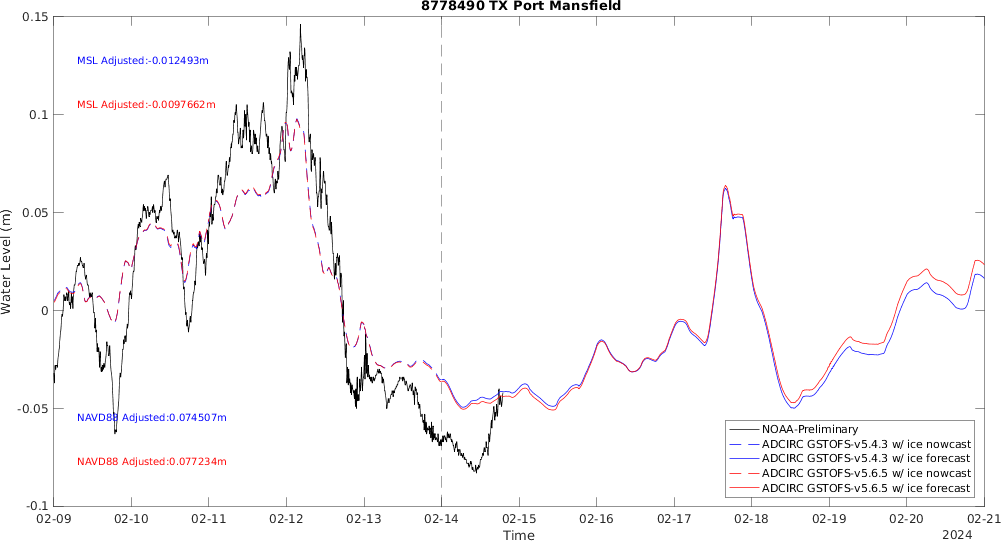 8778490 TX Port Mansfield
0.15
MSL Adjusted:-0.012493m
MSL Adjusted:-0.0097662m
0.1
0.05
Water Level (m)
0
-0.05
NAVD88 Adjusted:0.074507m
NAVD88 Adjusted:0.077234m
-0.1
NOAA-Preliminary
ADCIRC GSTOFS-v5.4.3 w/ ice nowcast
ADCIRC GSTOFS-v5.4.3 w/ ice forecast
ADCIRC GSTOFS-v5.6.5 w/ ice nowcast
ADCIRC GSTOFS-v5.6.5 w/ ice forecast
02-09 02-10 02-11 02-12 02-13 02-14 02-15 02-16 02-17 02-18 02-19 02-20 02-21
Time
2024